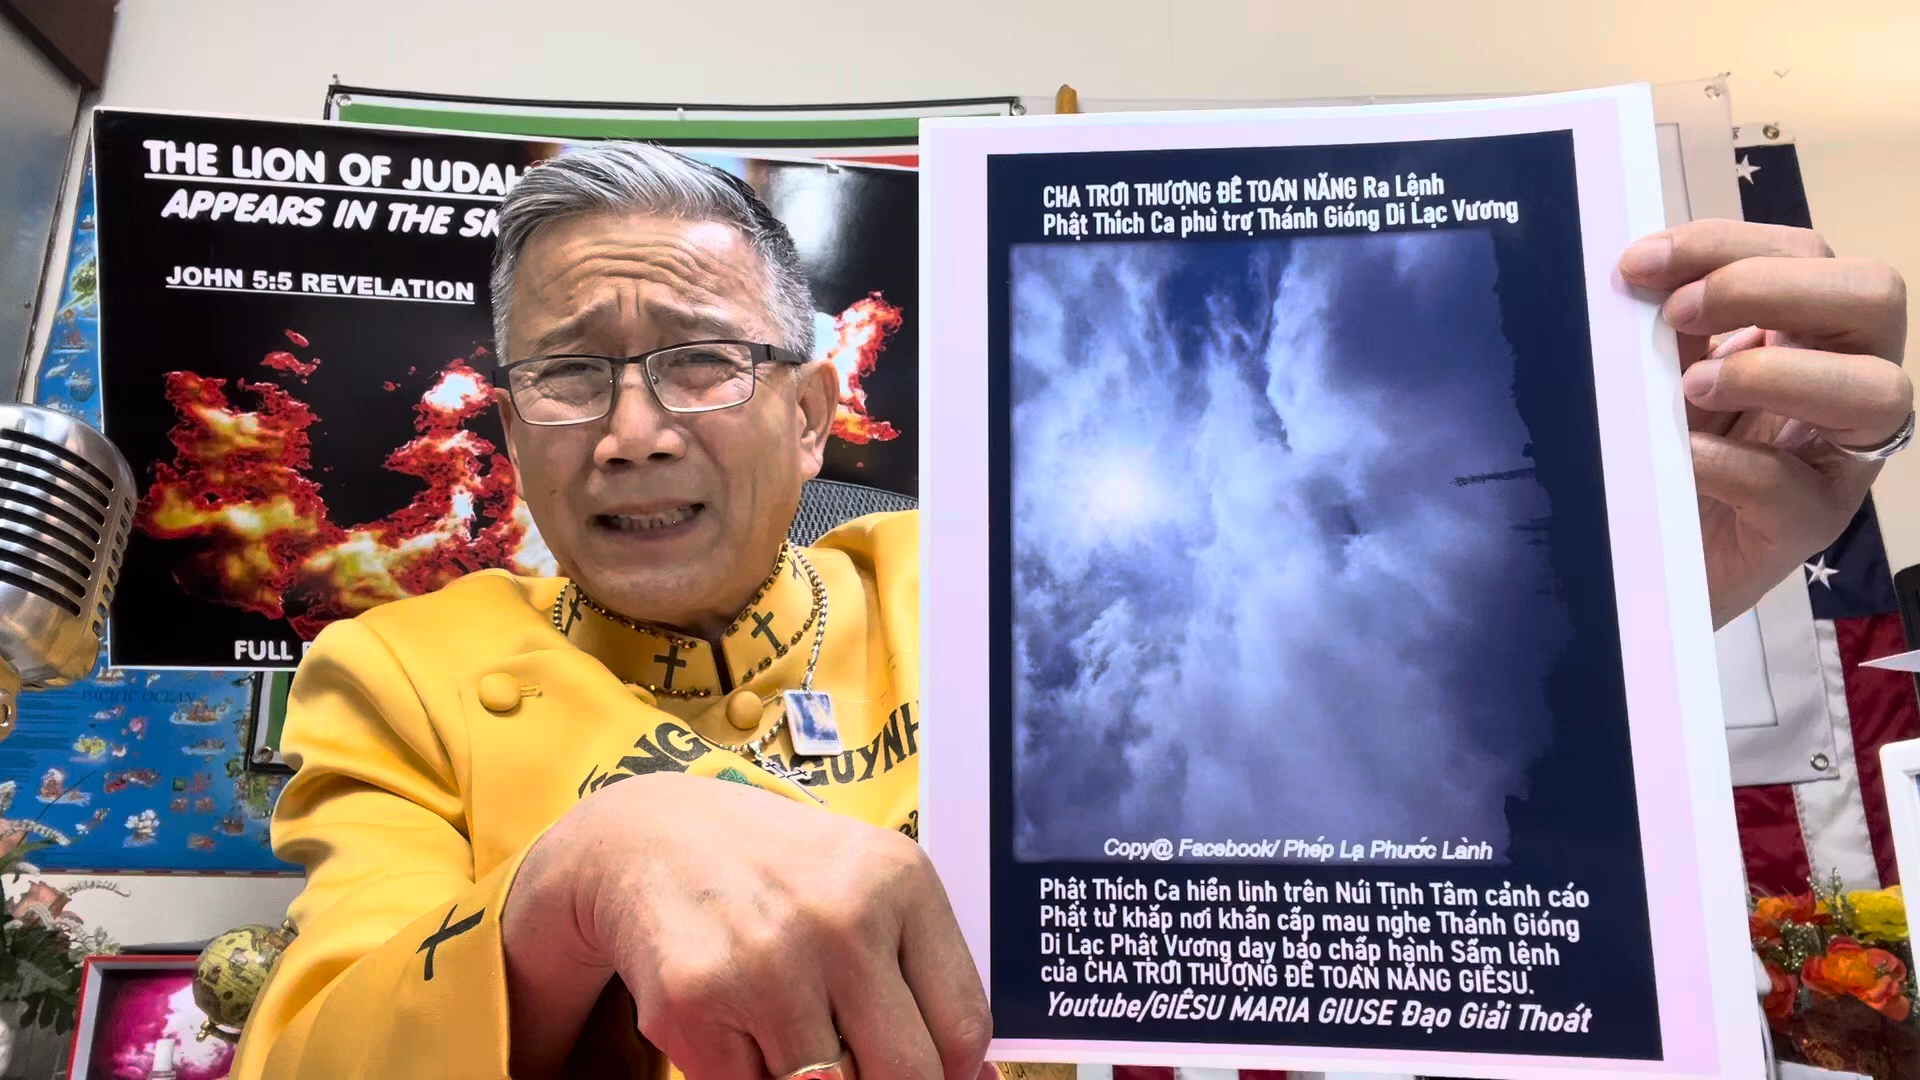 THE LION OF JUDAH
APPEARS IN THE
JOHN 5:5 REVELATION
FULL
PACIFIC OCEAN
CHA TRỜI THƯỢNG ĐẾ TOÀN NĂNG Ra Lệnh
Phật Thích Ca phù trợ Thánh Gióng Di Lạc Vương
Copy@ Facebook/ Phép Lạ Phước Lành
Phật Thích Ca hiển linh trên Núi Tịnh Tâm cảnh cáo
Phật tử khắp nơi khẩn cấp mau nghe Thánh Gióng
Di Lạc Phật Vương dạy bảo chấp hành Sấm lệnh
của CHA TRỜI THƯỢNG ĐẾ TOÀN NĂNG GIÊSU.
Youtube/GIÊSU MARIA GIUSE Đạo Giải Thoát